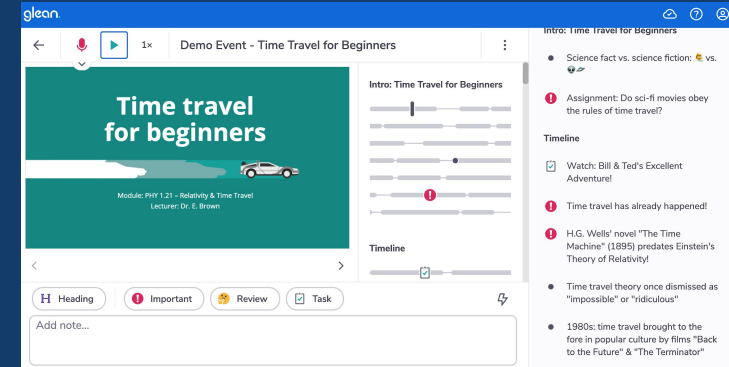 glean.
1×
Demo Event - Time Travel for Beginners
Time travel
for beginners
Module: PHY 1.21 – Relativity & Time Travel
Lecturer: Dr. E. Brown
Intro: Time Travel for Beginners
Timeline
H Heading
Important
Review
Task
Add note...
Intro: Time Travel for Beginners
Science fact vs. science fiction: vs.
Assignment: Do sci-fi movies obey
the rules of time travel?
Timeline
Watch: Bill & Ted's Excellent
Adventure!
Time travel has already happened!
H.G. Wells' novel "The Time
Machine" (1895) predates Einstein's
Theory of Relativity!
Time travel theory once dismissed as
"impossible" or "ridiculous"
1980s: time travel brought to the
fore in popular culture by films "Back
to the Future" & "The Terminator"